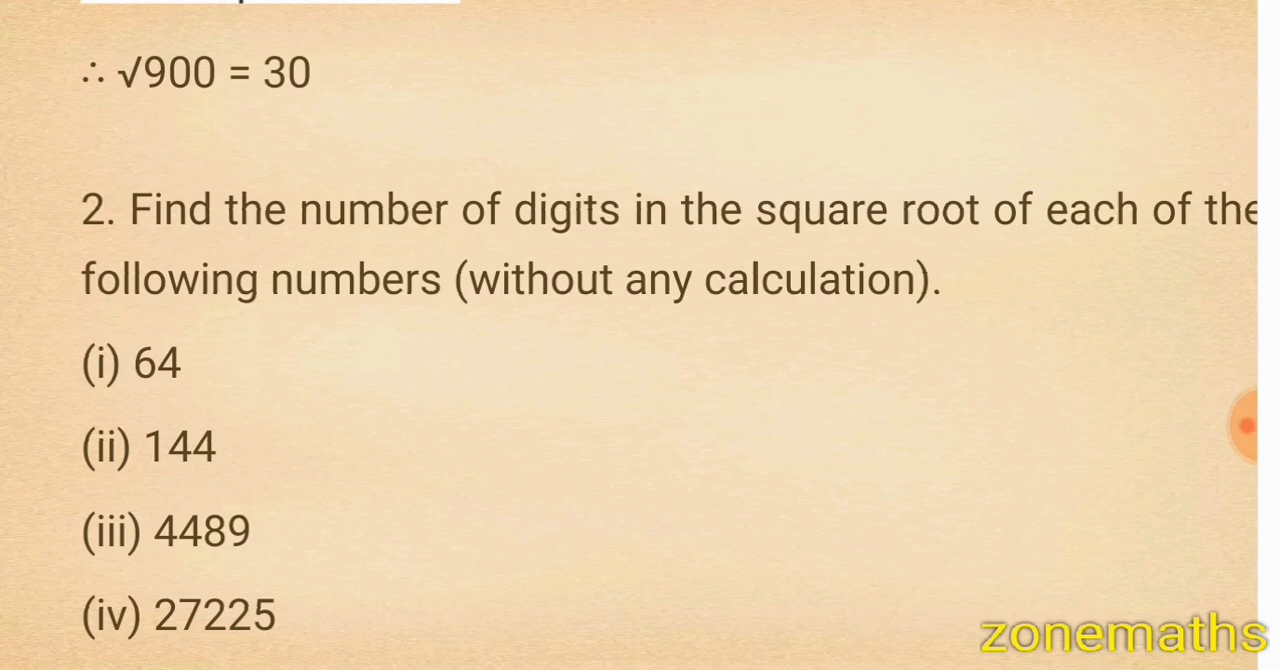 ∴ √900 = 30
2. Find the number of digits in the square root of each of the
following numbers (without any calculation).
(i) 64
(ii) 144
(iii) 4489
(iv) 27225
zonemaths